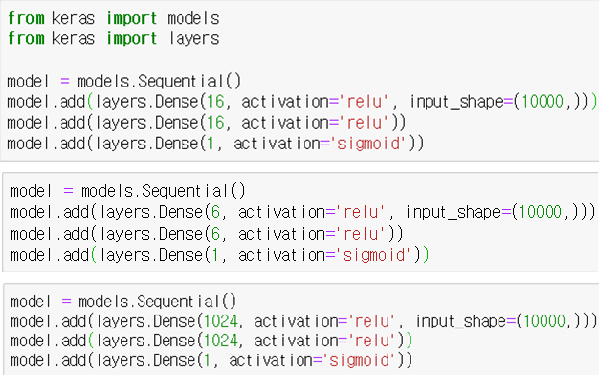 from keras import models
from keras import layers
model = models.Sequential()
model.add(layers.Dense(16, activation='relu', input_shape=(10000,)))
model.add(layers.Dense(16, activation='relu'))
model.add(layers.Dense(1, activation='sigmoid'))
model = models.Sequential()
model.add(layers.Dense(6, activation='relu', input_shape=(10000,)))
model.add(layers.Dense(6, activation='relu'))
model.add(layers.Dense(1, activation='sigmoid'))
model = models.Sequential()
model.add(layers.Dense(1024, activation='relu', input_shape=(10000,)))
model.add(layers.Dense(1024, activation='relu'))
model.add(layers.Dense(1, activation='sigmoid'))